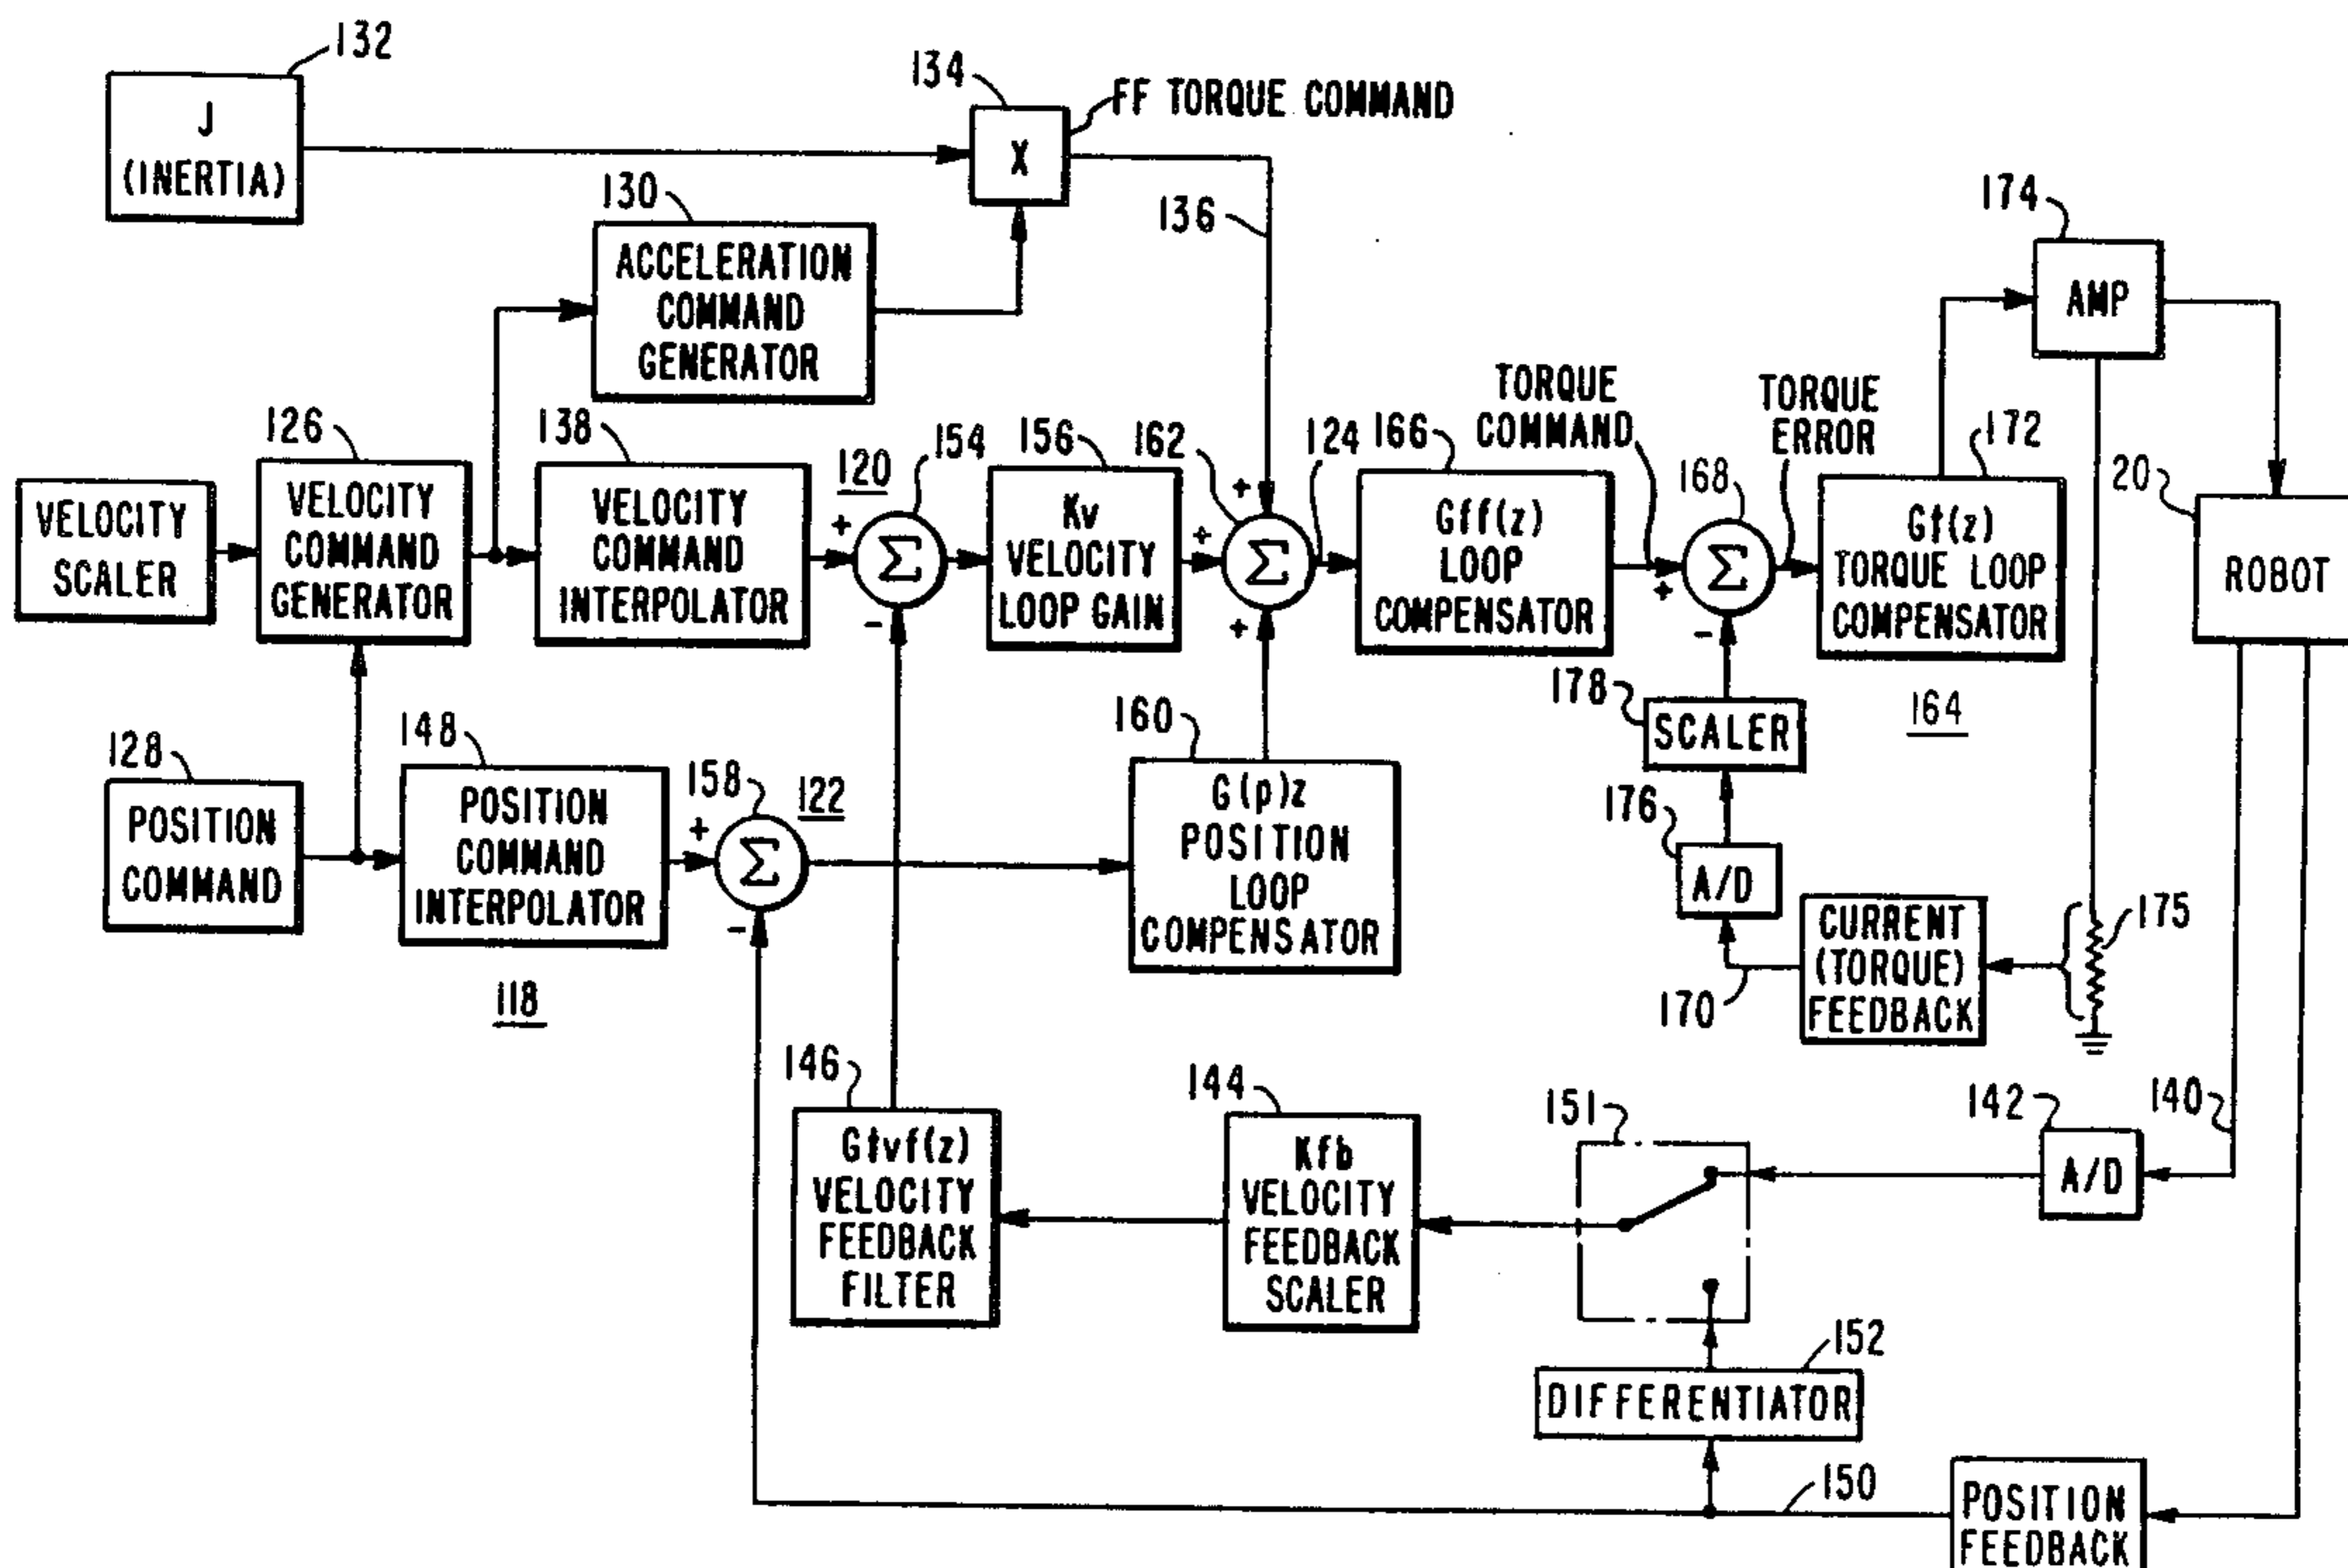 132
J
(INERTIA)
134
X
FF TORQUE COMMAND
130
ACCELERATION
COMMAND
GENERATOR
136
174
AMP
VELOCITY
SCALER
126
VELOCITY
COMMAND
GENERATOR
138
VELOCITY
COMMAND
INTERPOLATOR
120
154
+
Σ
-
156
Kv
VELOCITY
LOOP GAIN
162
+
+
Σ
+
124
166
Gff(z)
LOOP
COMPENSATOR
TORQUE
COMMAND
168
Σ
+
-
TORQUE
ERROR
172
Gt(z)
TORQUE LOOP
COMPENSATOR
164
20
ROBOT
128
POSITION
COMMAND
148
POSITION
COMMAND
INTERPOLATOR
118
158
122
+
Σ
-
160
G(p)z
POSITION
LOOP
COMPENSATOR
178
SCALER
176
A/D
170
CURRENT
(TORQUE)
FEEDBACK
175
146
Gtvf(z)
VELOCITY
FEEDBACK
FILTER
144
Kfb
VELOCITY
FEEDBACK
SCALER
151
142
A/D
140
152
DIFFERENTIATOR
150
POSITION
FEEDBACK